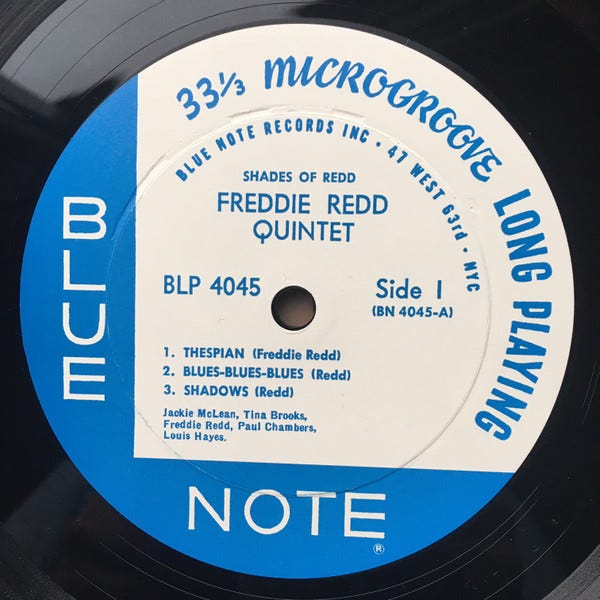 33⅓ MICROGROOVE LONG PLAYING
BLUE NOTE RECORDS INC • 47 WEST 63rd • NYC
SHADES OF REDD
FREDDIE REDD
QUINTET
BLP 4045
Side 1
(BN 4045-A)
1. THESPIAN (Freddie Redd)
2. BLUES-BLUES-BLUES (Redd)
3. SHADOWS (Redd)
Jackie McLean, Tina Brooks,
Freddie Redd, Paul Chambers,
Louis Hayes.
BLUE
NOTE
®